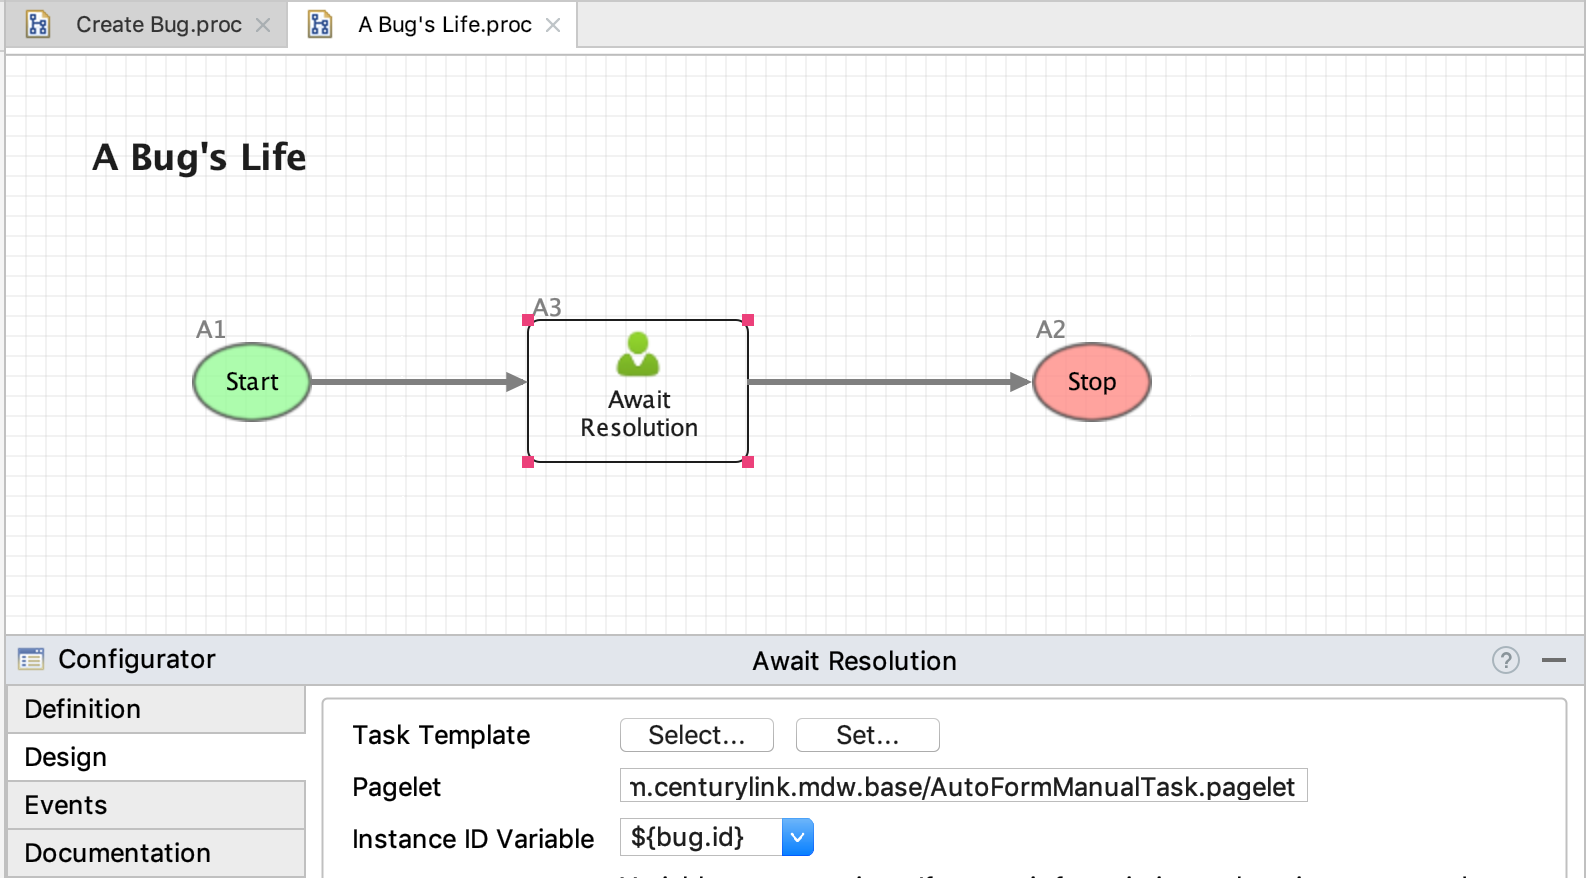 Create Bug.proc
A Bug's Life.proc
A Bug's Life
A1
A3
A2
Start
Await
Resolution
Stop
Configurator
Await Resolution
?
Definition
Design
Events
Documentation
Task Template
Select...
Set...
Pagelet
m.centurylink.mdw.base/AutoFormManualTask.pagelet
Instance ID Variable
${bug.id}